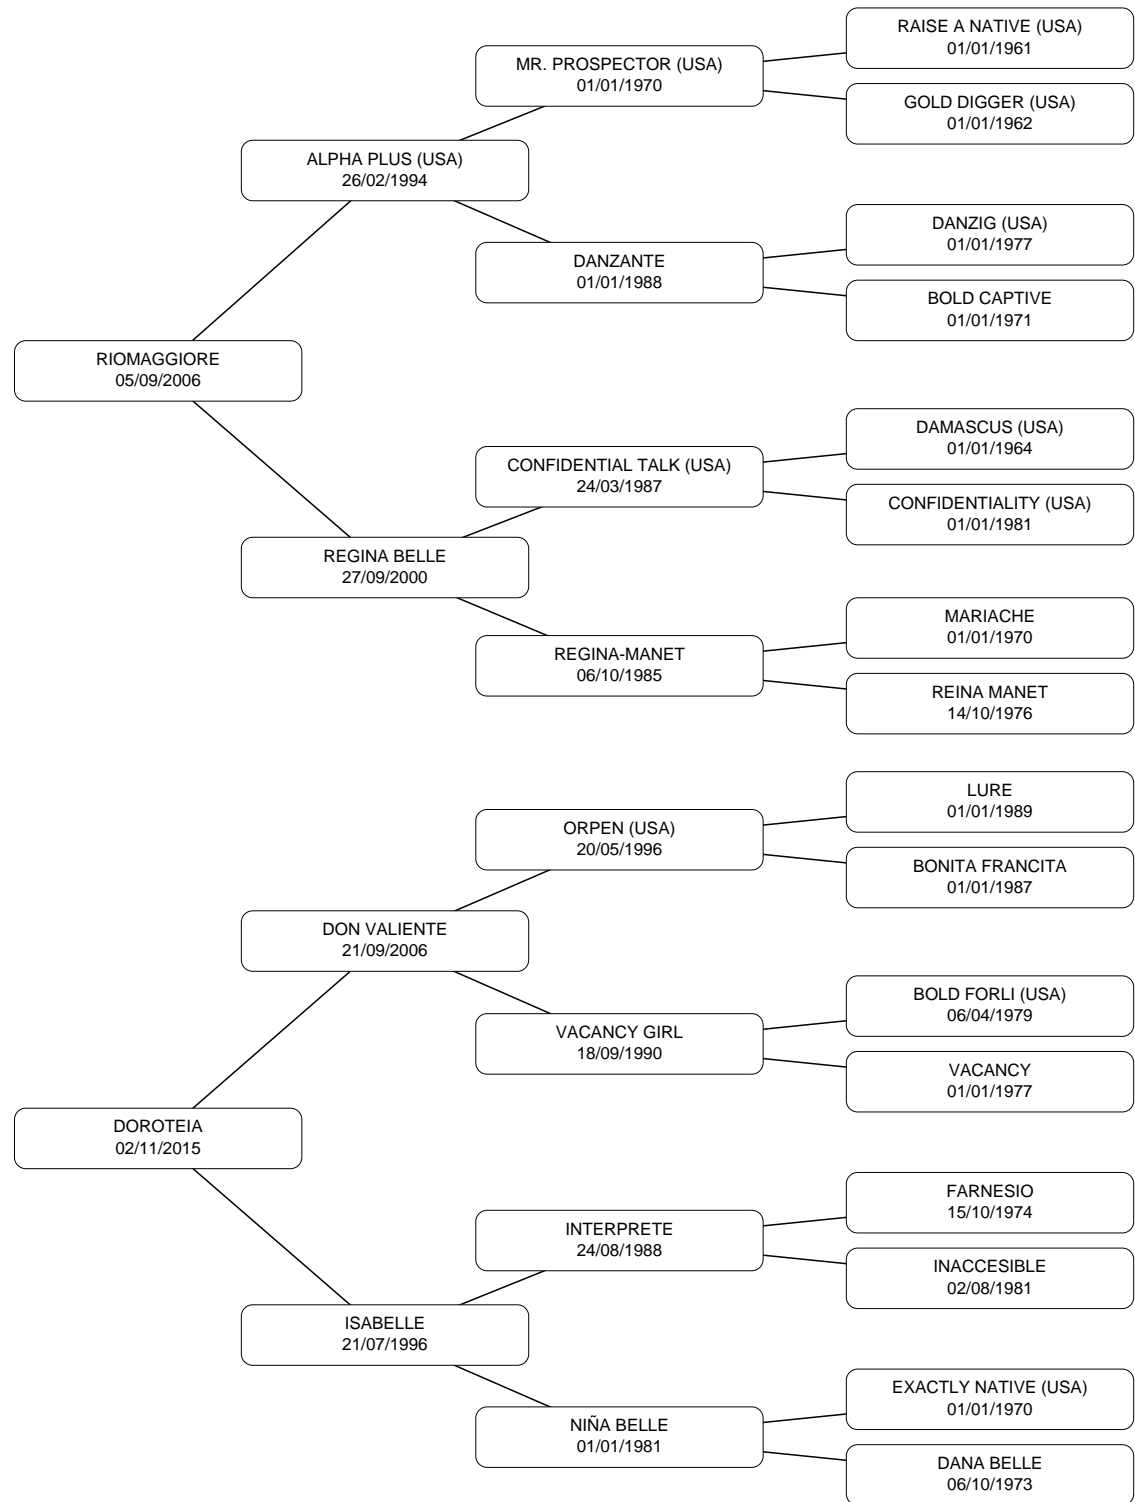 RAISE A NATIVE (USA)
01/01/1961
MR. PROSPECTOR (USA)
01/01/1970
GOLD DIGGER (USA)
01/01/1962
ALPHA PLUS (USA)
26/02/1994
DANZIG (USA)
01/01/1977
DANZANTE
01/01/1988
BOLD CAPTIVE
01/01/1971
RIOMAGGIORE
05/09/2006
DAMASCUS (USA)
01/01/1964
CONFIDENTIAL TALK (USA)
24/03/1987
CONFIDENTIALITY (USA)
01/01/1981
REGINA BELLE
27/09/2000
MARIACHE
01/01/1970
REGINA-MANET
06/10/1985
REINA MANET
14/10/1976
LURE
01/01/1989
ORPEN (USA)
20/05/1996
BONITA FRANCITA
01/01/1987
DON VALIENTE
21/09/2006
BOLD FORLI (USA)
06/04/1979
VACANCY GIRL
18/09/1990
VACANCY
01/01/1977
DOROTEIA
02/11/2015
FARNESIO
15/10/1974
INTERPRETE
24/08/1988
INACCESIBLE
02/08/1981
ISABELLE
21/07/1996
EXACTLY NATIVE (USA)
01/01/1970
NIÑA BELLE
01/01/1981
DANA BELLE
06/10/1973